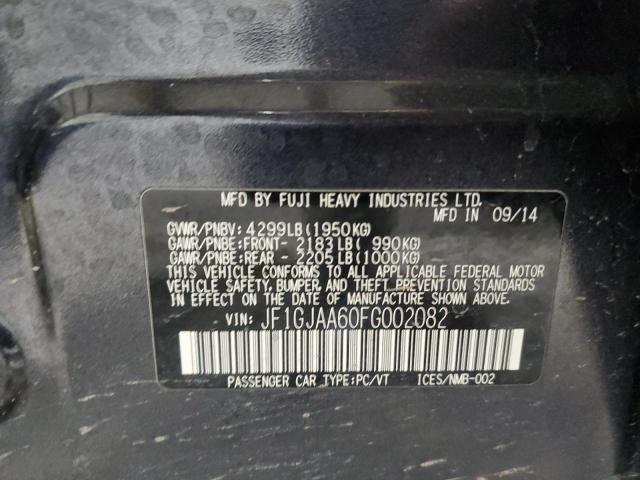 MFD BY FUJI HEAVY INDUSTRIES LTD.
MFD IN 09/14
GVWR/PNBV: 4299LB(1950KG)
GAWR/PNBE:FRONT- 2183LB( 990KG)
GAWR/PNBE:REAR - 2205LB(1000KG)
THIS VEHICLE CONFORMS TO ALL APPLICABLE FEDERAL MOTOR
VEHICLE SAFETY, BUMPER, AND THEFT PREVENTION STANDARDS
IN EFFECT ON THE DATE OF MANUFACTURE SHOWN ABOVE.
VIN: JF1GJAA60FG002082
PASSENGER CAR TYPE:PC/VT ICES/NMB-002